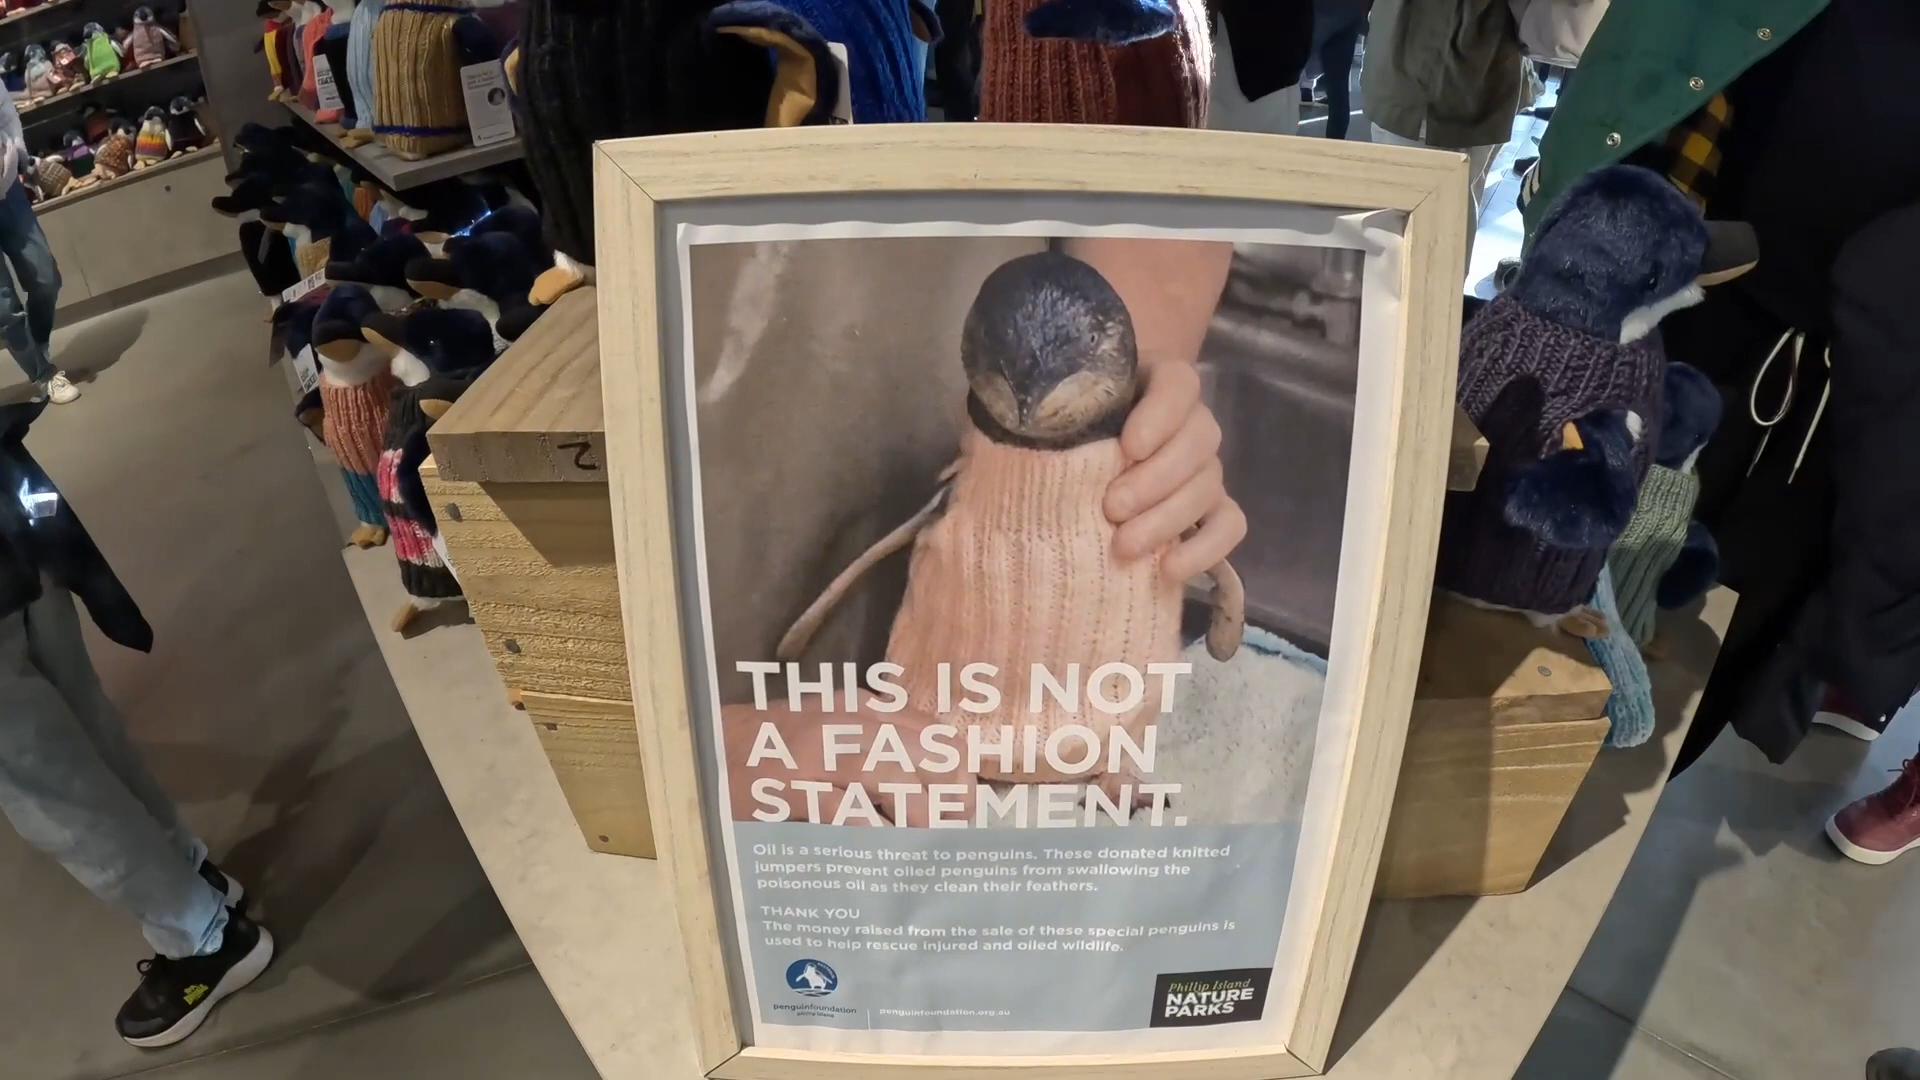 THIS IS NOT
A FASHION
STATEMENT.
Oil is a serious threat to penguins. These donated knitted
jumpers prevent oiled penguins from swallowing the
poisonous oil as they clean their feathers.
THANK YOU
The money raised from the sale of these special penguins is
used to help rescue injured and oiled wildlife.
penguinfoundation
phillip island
penguinfoundation.org.au
Phillip Island
NATURE
PARKS
2